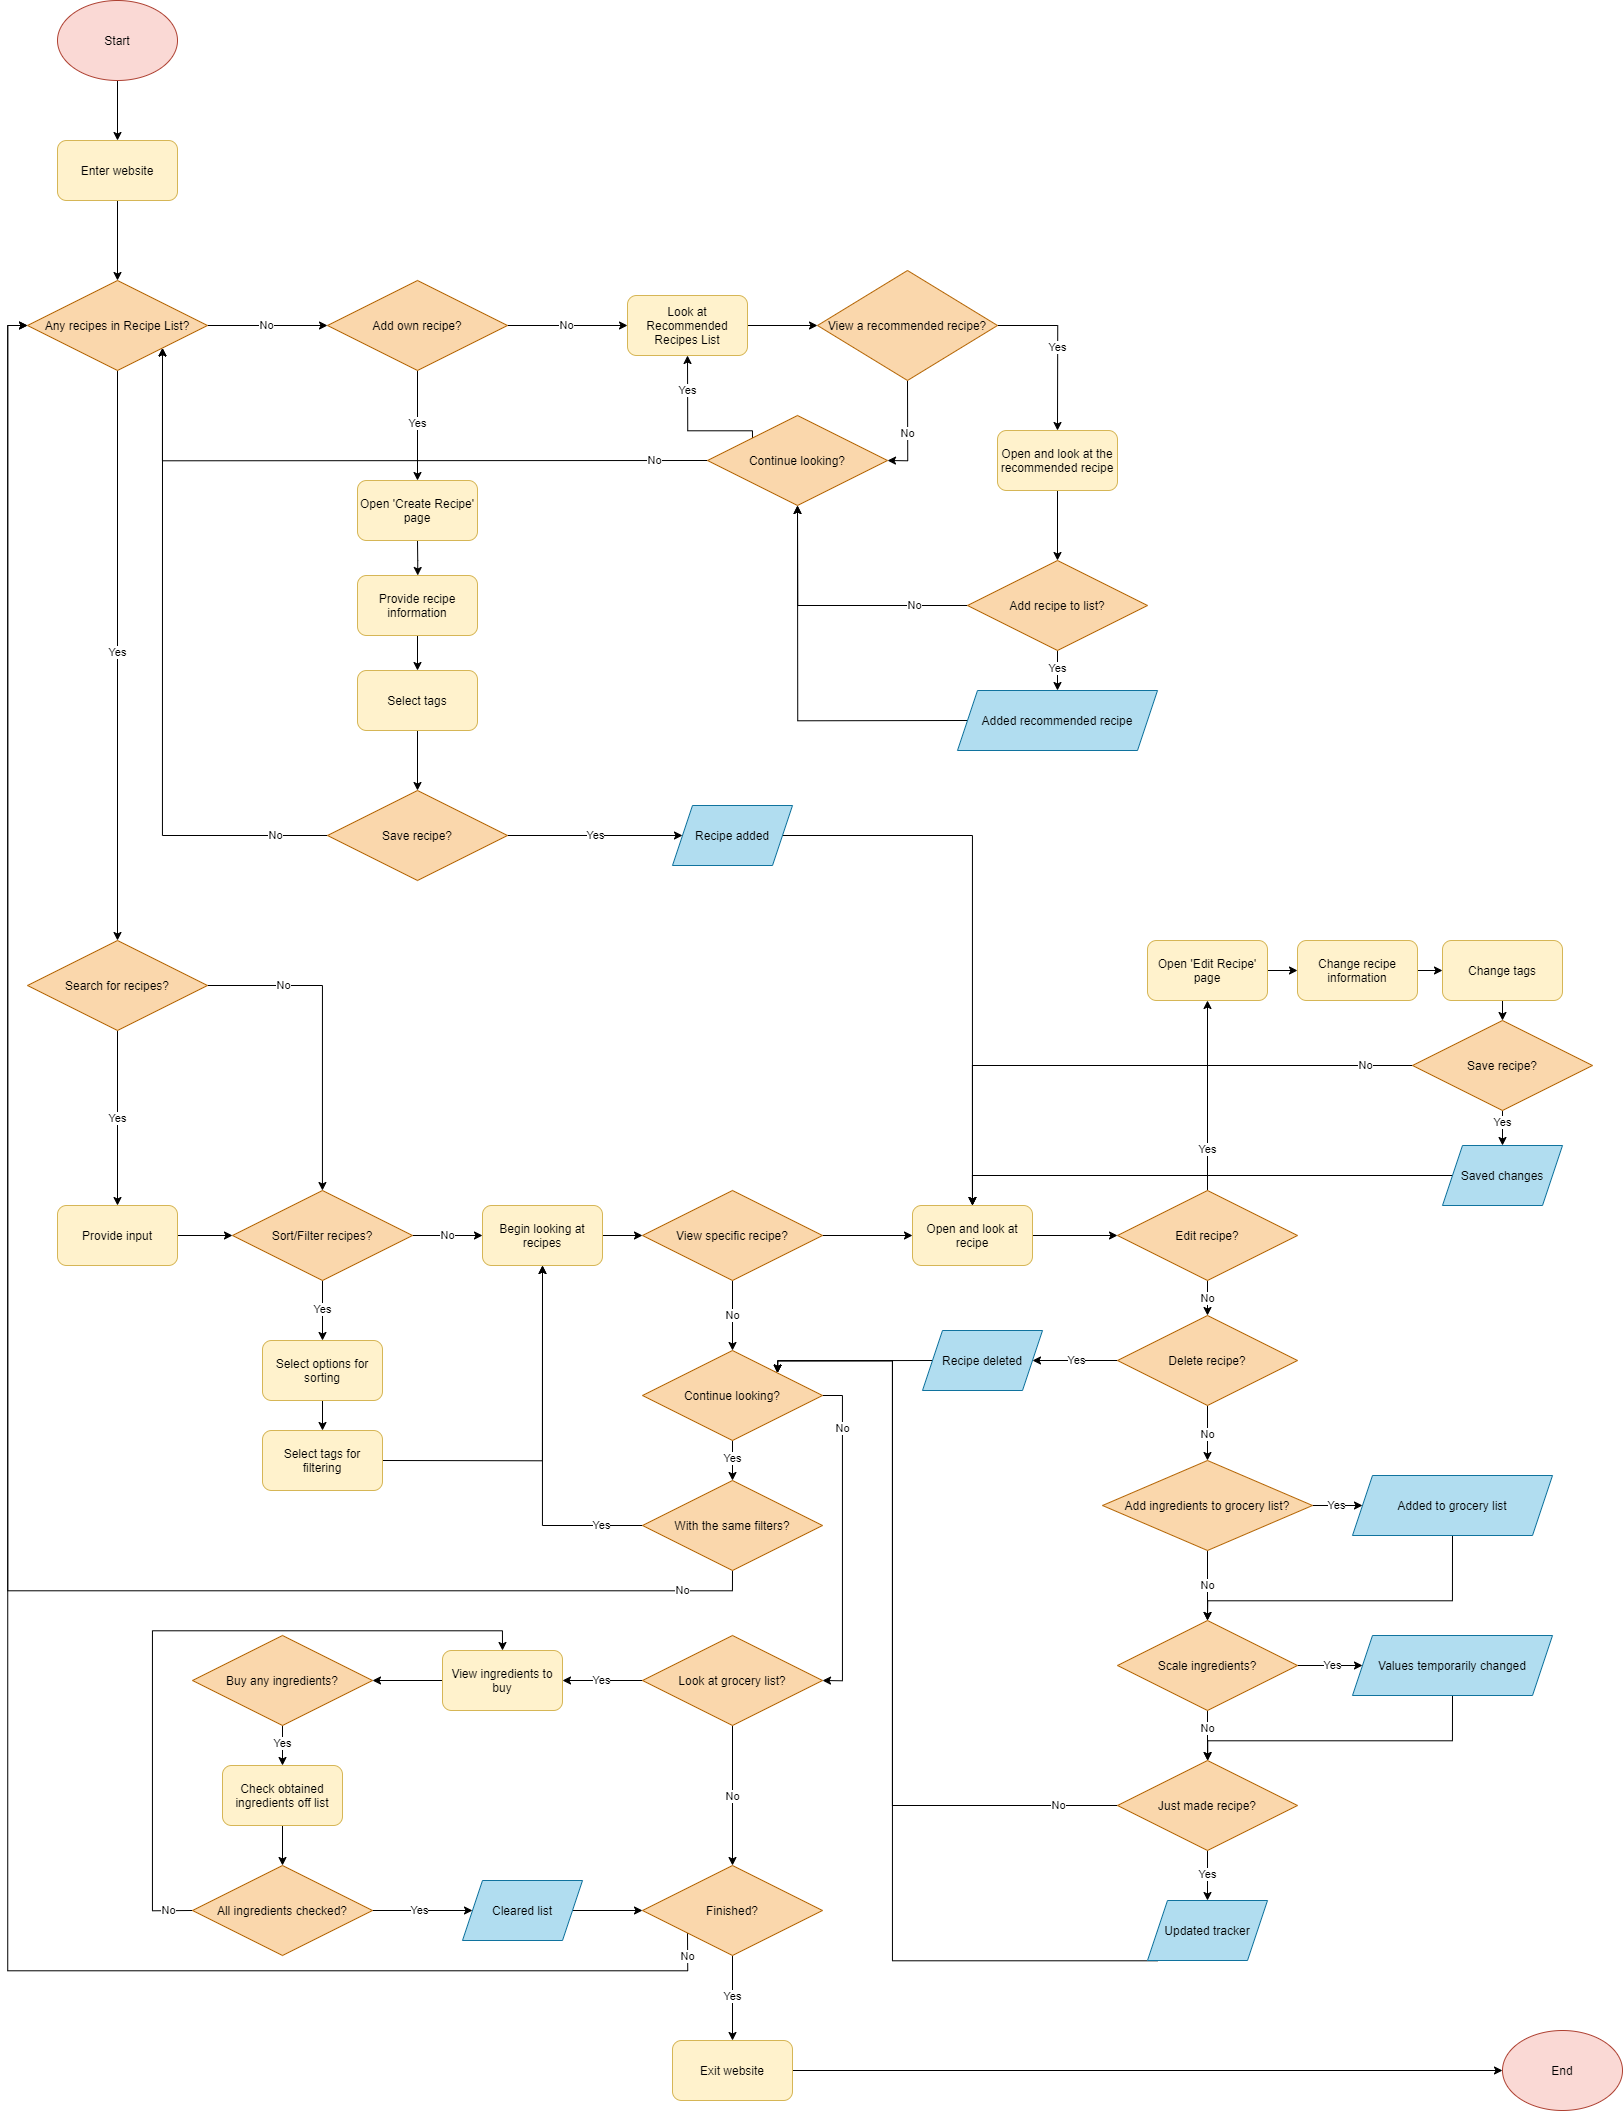 Start
Enter website
Any recipes in Recipe List?
No
Add own recipe?
No
Look at
Recommended
Recipes List
View a recommended recipe?
Yes
Yes
No
Yes
Continue looking?
No
Open and look at the
recommended recipe
Open 'Create Recipe'
page
Provide recipe
information
Add recipe to list?
No
Yes
Yes
Select tags
Added recommended recipe
Save recipe?
No
Yes
Recipe added
Search for recipes?
No
Open 'Edit Recipe'
page
Change recipe
information
Change tags
Save recipe?
No
Yes
Yes
Yes
Saved changes
Provide input
Sort/Filter recipes?
No
Begin looking at
recipes
View specific recipe?
Open and look at
recipe
Edit recipe?
Yes
No
No
Select options for
sorting
Continue looking?
Recipe deleted
Yes
Delete recipe?
No
No
Select tags for
filtering
Yes
With the same filters?
Yes
No
Add ingredients to grocery list?
Yes
Added to grocery list
No
Buy any ingredients?
View ingredients to
buy
Yes
Look at grocery list?
Scale ingredients?
Yes
Values temporarily changed
Yes
No
Check obtained
ingredients off list
No
No
Just made recipe?
Yes
All ingredients checked?
No
Yes
Cleared list
Finished?
Updated tracker
No
Yes
Exit website
End